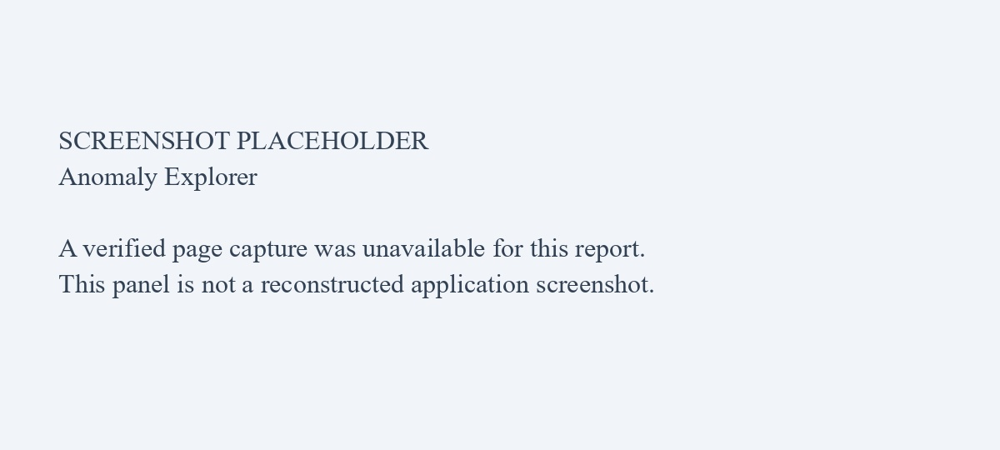 SCREENSHOT PLACEHOLDER
Anomaly Explorer
A verified page capture was unavailable for this report.
This panel is not a reconstructed application screenshot.